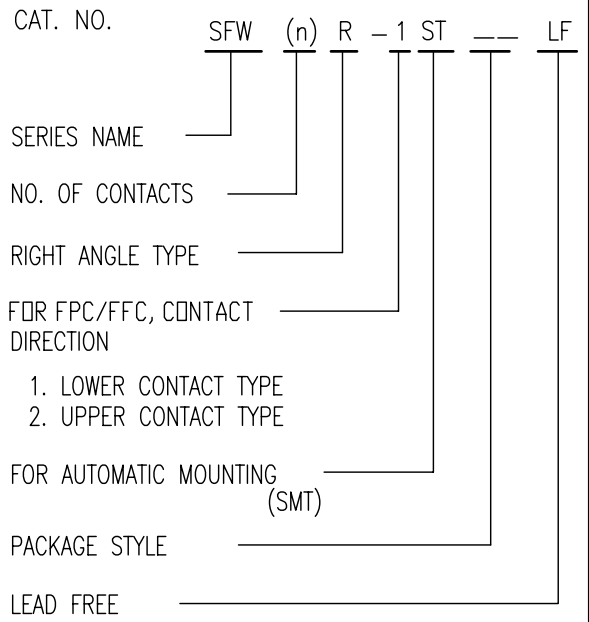 CAT. NO.
SFW (n) R - 1 ST __ LF
SERIES NAME
NO. OF CONTACTS
RIGHT ANGLE TYPE
FOR FPC/FFC, CONTACT
DIRECTION
1. LOWER CONTACT TYPE
2. UPPER CONTACT TYPE
FOR AUTOMATIC MOUNTING
(SMT)
PACKAGE STYLE
LEAD FREE